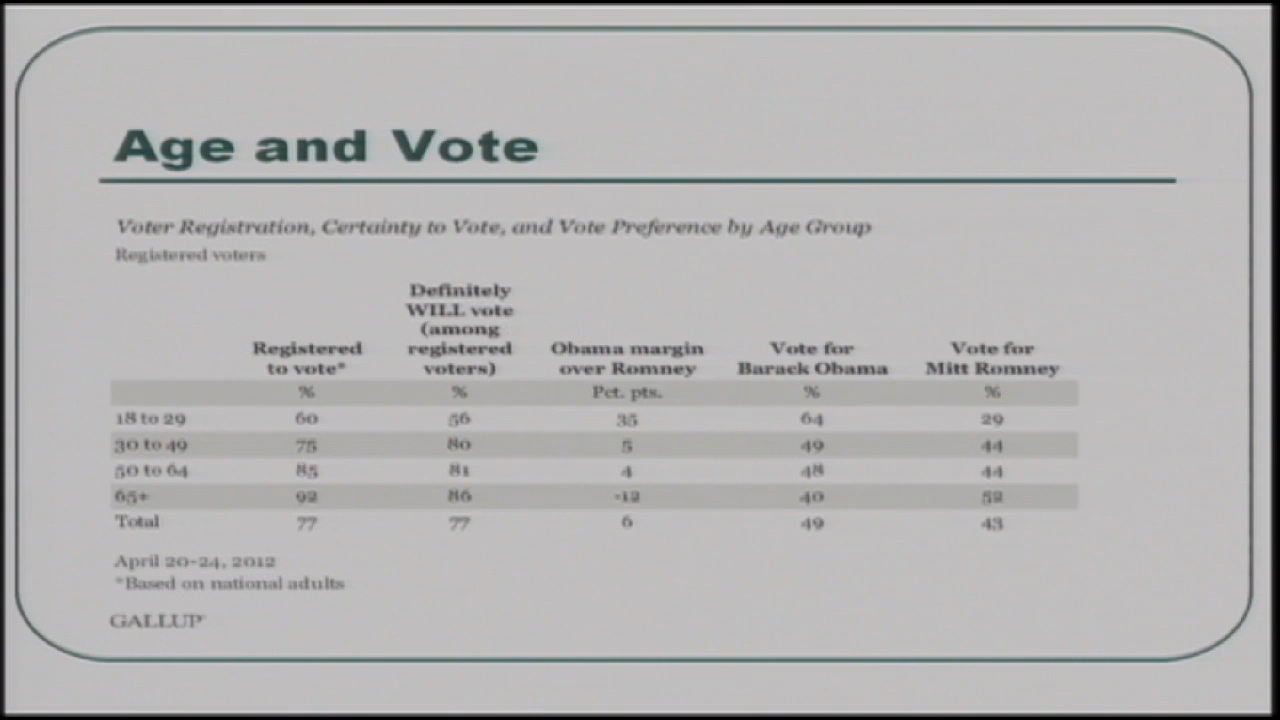 Age and Vote
Voter Registration, Certainty to Vote, and Vote Preference by Age Group
Registered voters
Definitely
WILL vote
(among
Registered registered Obama margin Vote for Vote for
to vote* voters) over Romney Barack Obama Mitt Romney
% % Pct. pts. % %
18 to 29 60 56 35 64 29
30 to 49 75 80 5 49 44
50 to 64 85 81 4 48 44
65+ 92 86 -12 40 52
Total 77 77 6 49 43
April 20-24, 2012
*Based on national adults
GALLUP